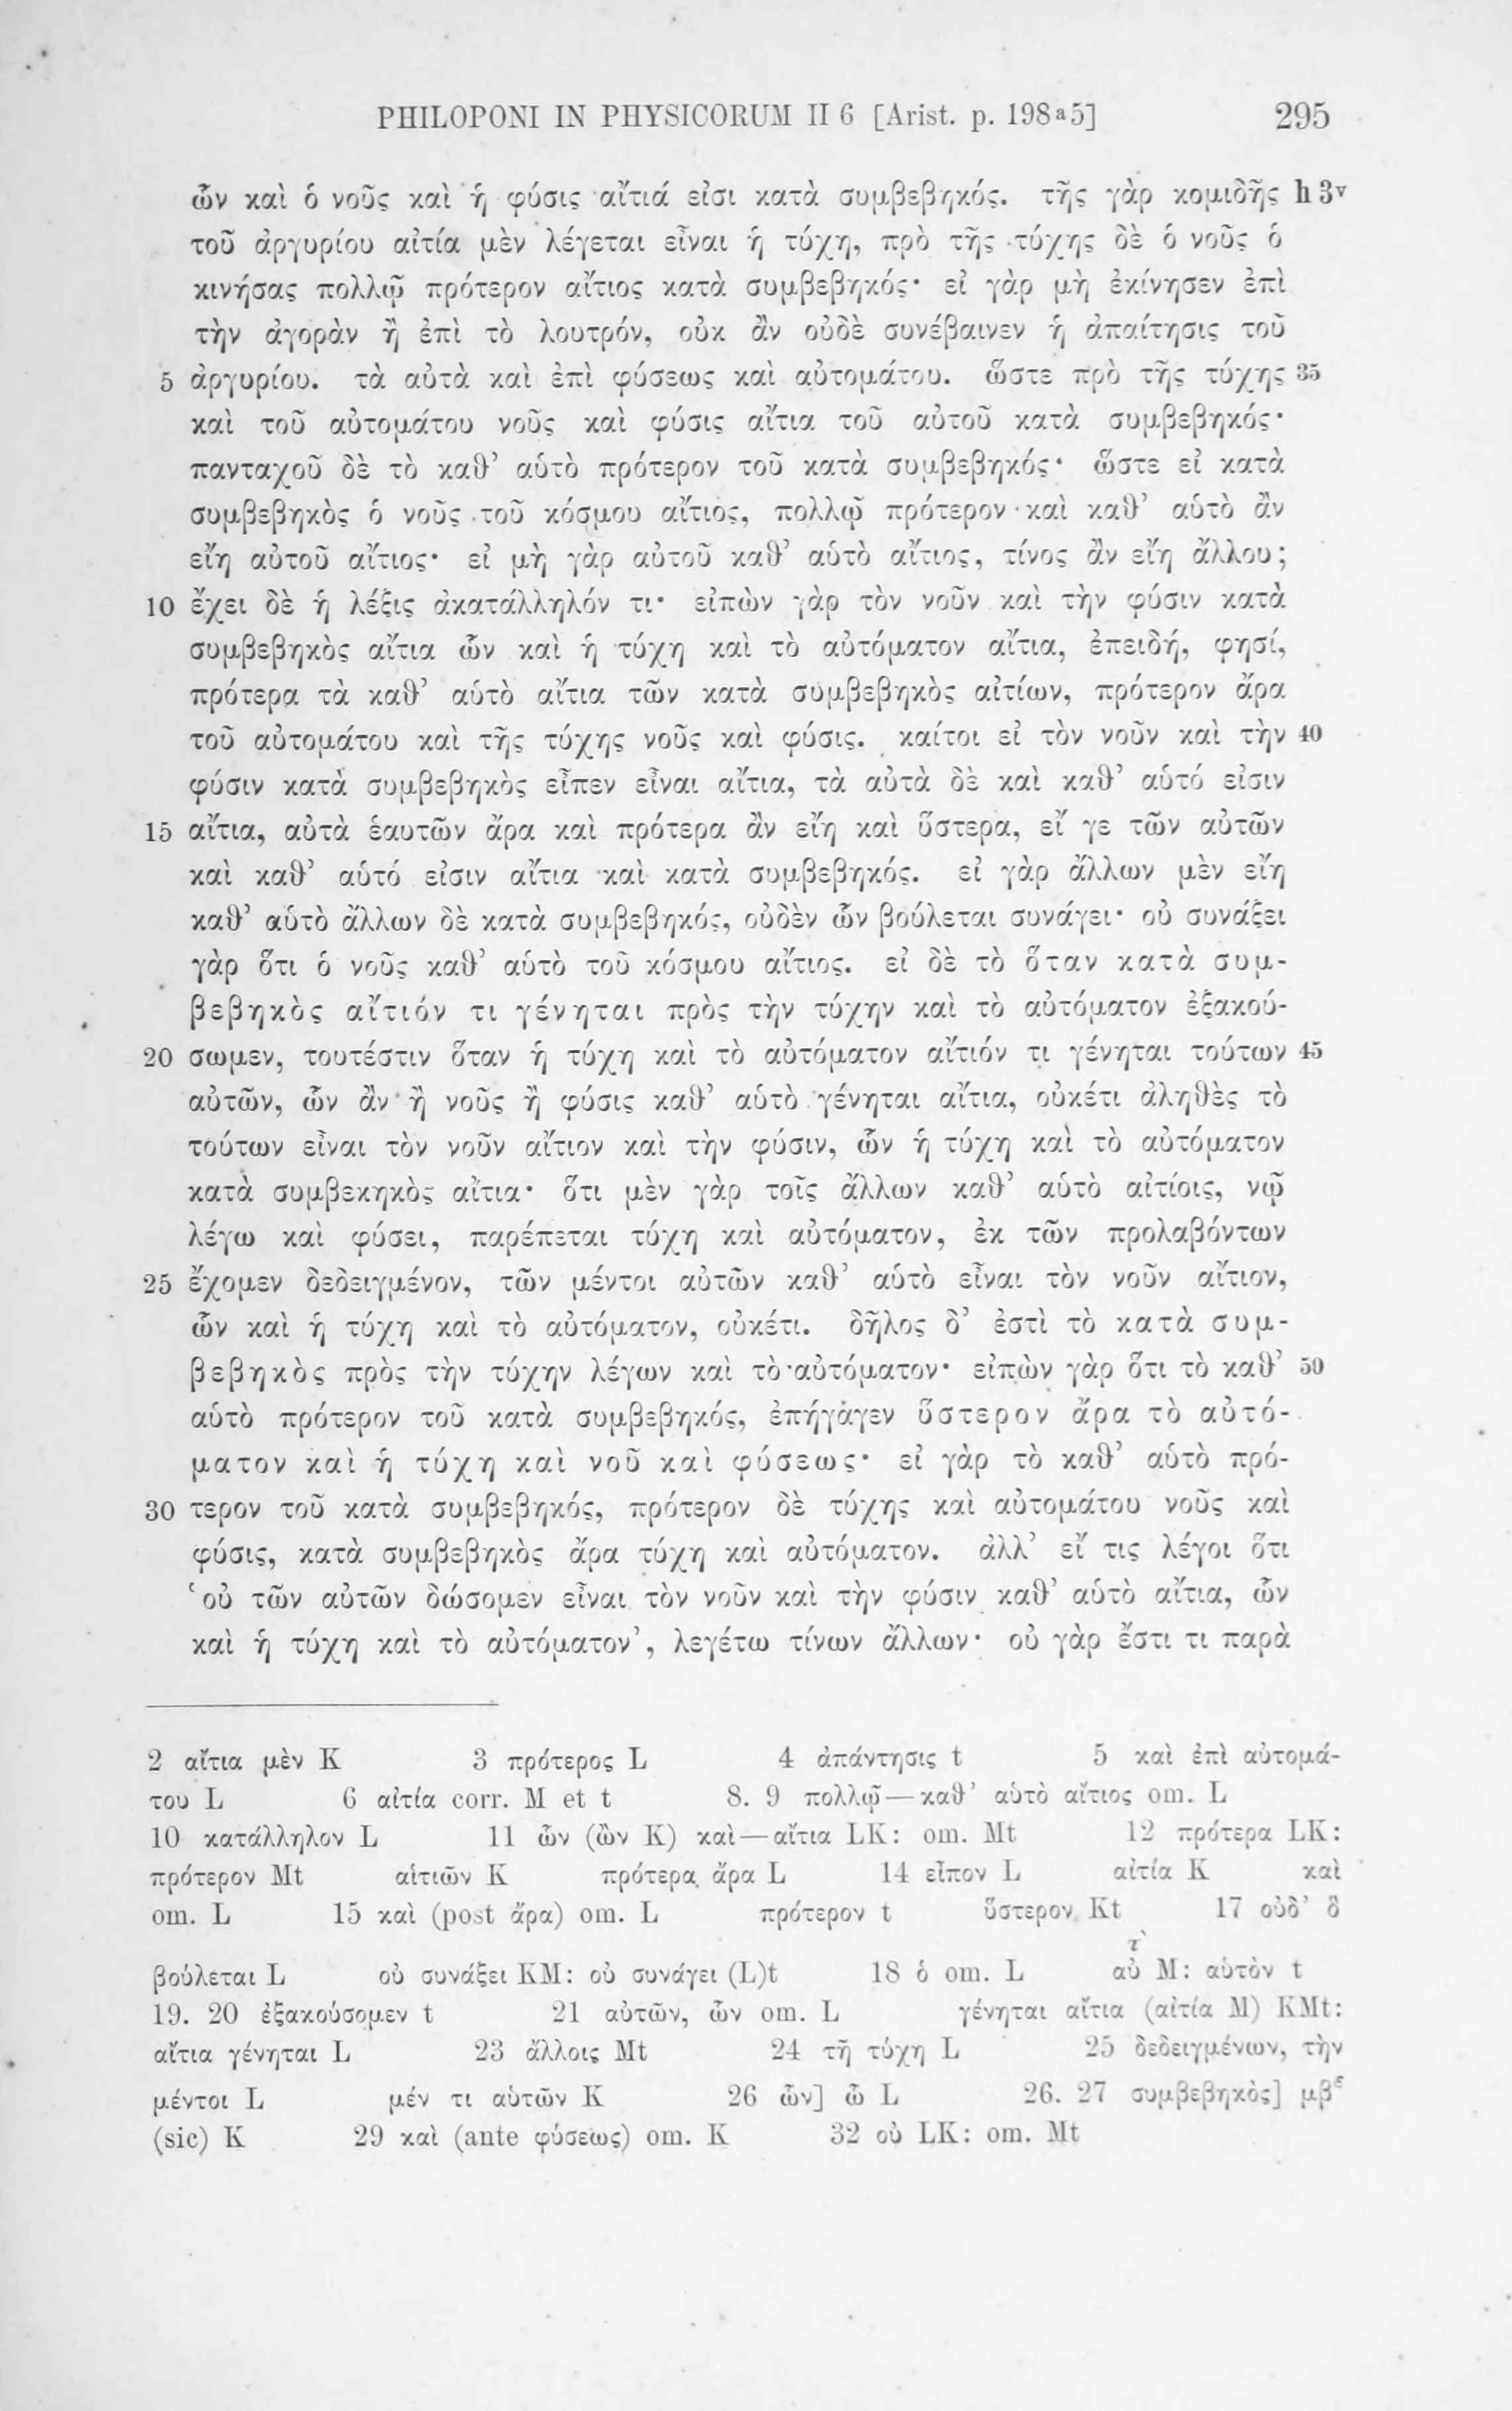 PHILOPONI IN PHYSICORUM II 6 [Arist. p. 198ᵃ5] 295
ὧν καὶ ὁ νοῦς καὶ ἡ φύσις αἴτιά εἰσι κατὰ συμβεβηκός. τῆς γὰρ κομιδῆς h 3ᵛ
τοῦ ἀργυρίου αἰτία μὲν λέγεται εἶναι ἡ τύχη, πρὸ τῆς τύχης δὲ ὁ νοῦς ὁ
κινήσας πολλῷ πρότερον αἴτιος κατὰ συμβεβηκός· εἰ γὰρ μὴ ἐκίνησεν ἐπὶ
τὴν ἀγορὰν ἢ ἐπὶ τὸ λουτρόν, οὐκ ἂν οὐδὲ συνέβαινεν ἡ ἀπαίτησις τοῦ
5 ἀργυρίου. τὰ αὐτὰ καὶ ἐπὶ φύσεως καὶ αὐτομάτου. ὥστε πρὸ τῆς τύχης 35
καὶ τοῦ αὐτομάτου νοῦς καὶ φύσις αἴτια τοῦ αὐτοῦ κατὰ συμβεβηκός·
πανταχοῦ δὲ τὸ καθ’ αὑτὸ πρότερον τοῦ κατὰ συμβεβηκός· ὥστε εἰ κατὰ
συμβεβηκὸς ὁ νοῦς τοῦ κόσμου αἴτιος, πολλῷ πρότερον καὶ καθ’ αὑτὸ ἂν
εἴη αὐτοῦ αἴτιος· εἰ μὴ γὰρ αὐτοῦ καθ’ αὑτὸ αἴτιος, τίνος ἂν εἴη ἄλλου;
10 ἔχει δὲ ἡ λέξις ἀκατάλληλόν τι· εἰπὼν γὰρ τὸν νοῦν καὶ τὴν φύσιν κατὰ
συμβεβηκὸς αἴτια ὧν καὶ ἡ τύχη καὶ τὸ αὐτόματον αἴτια, ἐπειδή, φησί,
πρότερα τὰ καθ’ αὑτὸ αἴτια τῶν κατὰ συμβεβηκὸς αἰτίων, πρότερον ἄρα
τοῦ αὐτομάτου καὶ τῆς τύχης νοῦς καὶ φύσις. καίτοι εἰ τὸν νοῦν καὶ τὴν 40
φύσιν κατὰ συμβεβηκὸς εἶπεν εἶναι αἴτια, τὰ αὐτὰ δὲ καὶ καθ’ αὑτό εἰσιν
15 αἴτια, αὐτὰ ἑαυτῶν ἄρα καὶ πρότερα ἂν εἴη καὶ ὕστερα, εἴ γε τῶν αὐτῶν
καὶ καθ’ αὑτό εἰσιν αἴτια καὶ κατὰ συμβεβηκός. εἰ γὰρ ἄλλων μὲν εἴη
καθ’ αὑτὸ ἄλλων δὲ κατὰ συμβεβηκός, οὐδὲν ὧν βούλεται συνάγει· οὐ συνάξει
γὰρ ὅτι ὁ νοῦς καθ’ αὑτὸ τοῦ κόσμου αἴτιος. εἰ δὲ τὸ ὅταν κατὰ συμ-
βεβηκὸς αἴτιόν τι γένηται πρὸς τὴν τύχην καὶ τὸ αὐτόματον ἐξακού-
20 σωμεν, τουτέστιν ὅταν ἡ τύχη καὶ τὸ αὐτόματον αἴτιόν τι γένηται τούτων 45
αὐτῶν, ὧν ἂν ἢ νοῦς ἢ φύσις καθ’ αὑτὸ γένηται αἴτια, οὐκέτι ἀληθὲς τὸ
τούτων εἶναι τὸν νοῦν αἴτιον καὶ τὴν φύσιν, ὧν ἡ τύχη καὶ τὸ αὐτόματον
κατὰ συμβεκηκὸς αἴτια· ὅτι μὲν γὰρ τοῖς ἄλλων καθ’ αὑτὸ αἰτίοις, νῷ
λέγω καὶ φύσει, παρέπεται τύχη καὶ αὐτόματον, ἐκ τῶν προλαβόντων
25 ἔχομεν δεδειγμένον, τῶν μέντοι αὐτῶν καθ’ αὑτὸ εἶναι τὸν νοῦν αἴτιον,
ὧν καὶ ἡ τύχη καὶ τὸ αὐτόματον, οὐκέτι. δῆλος δ’ ἐστὶ τὸ κατὰ συμ-
βεβηκὸς πρὸς τὴν τύχην λέγων καὶ τὸ αὐτόματον· εἰπὼν γὰρ ὅτι τὸ καθ’ 50
αὑτὸ πρότερον τοῦ κατὰ συμβεβηκός, ἐπήγαγεν ὕστερον ἄρα τὸ αὐτό-
ματον καὶ ἡ τύχη καὶ νοῦ καὶ φύσεως· εἰ γὰρ τὸ καθ’ αὑτὸ πρό-
30 τερον τοῦ κατὰ συμβεβηκός, πρότερον δὲ τύχης καὶ αὐτομάτου νοῦς καὶ
φύσις, κατὰ συμβεβηκὸς ἄρα τύχη καὶ αὐτόματον. ἀλλ’ εἴ τις λέγοι ὅτι
‘οὐ τῶν αὐτῶν δώσομεν εἶναι τὸν νοῦν καὶ τὴν φύσιν καθ’ αὑτὸ αἴτια, ὧν
καὶ ἡ τύχη καὶ τὸ αὐτόματον’, λεγέτω τίνων ἄλλων· οὐ γὰρ ἔστι τι παρὰ
2 αἴτια μὲν K 3 πρότερος L 4 ἀπάντησις t 5 καὶ ἐπὶ αὐτομά-
του L 6 αἰτία corr. M et t 8. 9 πολλῷ—καθ’ αὑτὸ αἴτιος om. L
10 κατάλληλον L 11 ὧν (ὢν K) καὶ—αἴτια LK: om. Mt 12 πρότερα LK:
πρότερον Mt αἰτιῶν K πρότερα ἄρα L 14 εἶπον L αἰτία K καὶ
om. L 15 καὶ (post ἄρα) om. L πρότερον t ὕστερον Kt 17 οὐδ’ ὃ
βούλεται L οὐ συνάξει KM: οὐ συνάγει (L)t 18 ὁ om. L αὐτ̀ M: αὐτὸν t
19. 20 ἐξακούσομεν t 21 αὐτῶν, ὧν om. L γένηται αἴτια (αἰτία M) KMt:
αἴτια γένηται L 23 ἄλλοις Mt 24 τῇ τύχῃ L 25 δεδειγμένων, τὴν
μέντοι L μέν τι αὐτῶν K 26 ὧν] ὦ L 26. 27 συμβεβηκὸς] μβᵋ
(sic) K 29 καὶ (ante φύσεως) om. K 32 οὐ LK: om. Mt